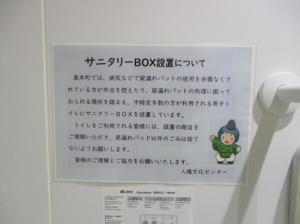 サニタリーBOX設置について
島本町では、病気などで尿漏れパットの使用を余儀なくさ
れている方が外出を控えたり、尿漏れパットの処理に困って
おられる現状を踏まえ、不特定多数の方が利用される男子ト
イレにサニタリーBOXを設置しています。
トイレをご利用される皆様には、設置の趣旨を
ご理解いただき、尿漏れパッド以外のごみは捨て
ないようお願いします。
皆様のご理解とご協力をお願いいたします。
人権文化センター